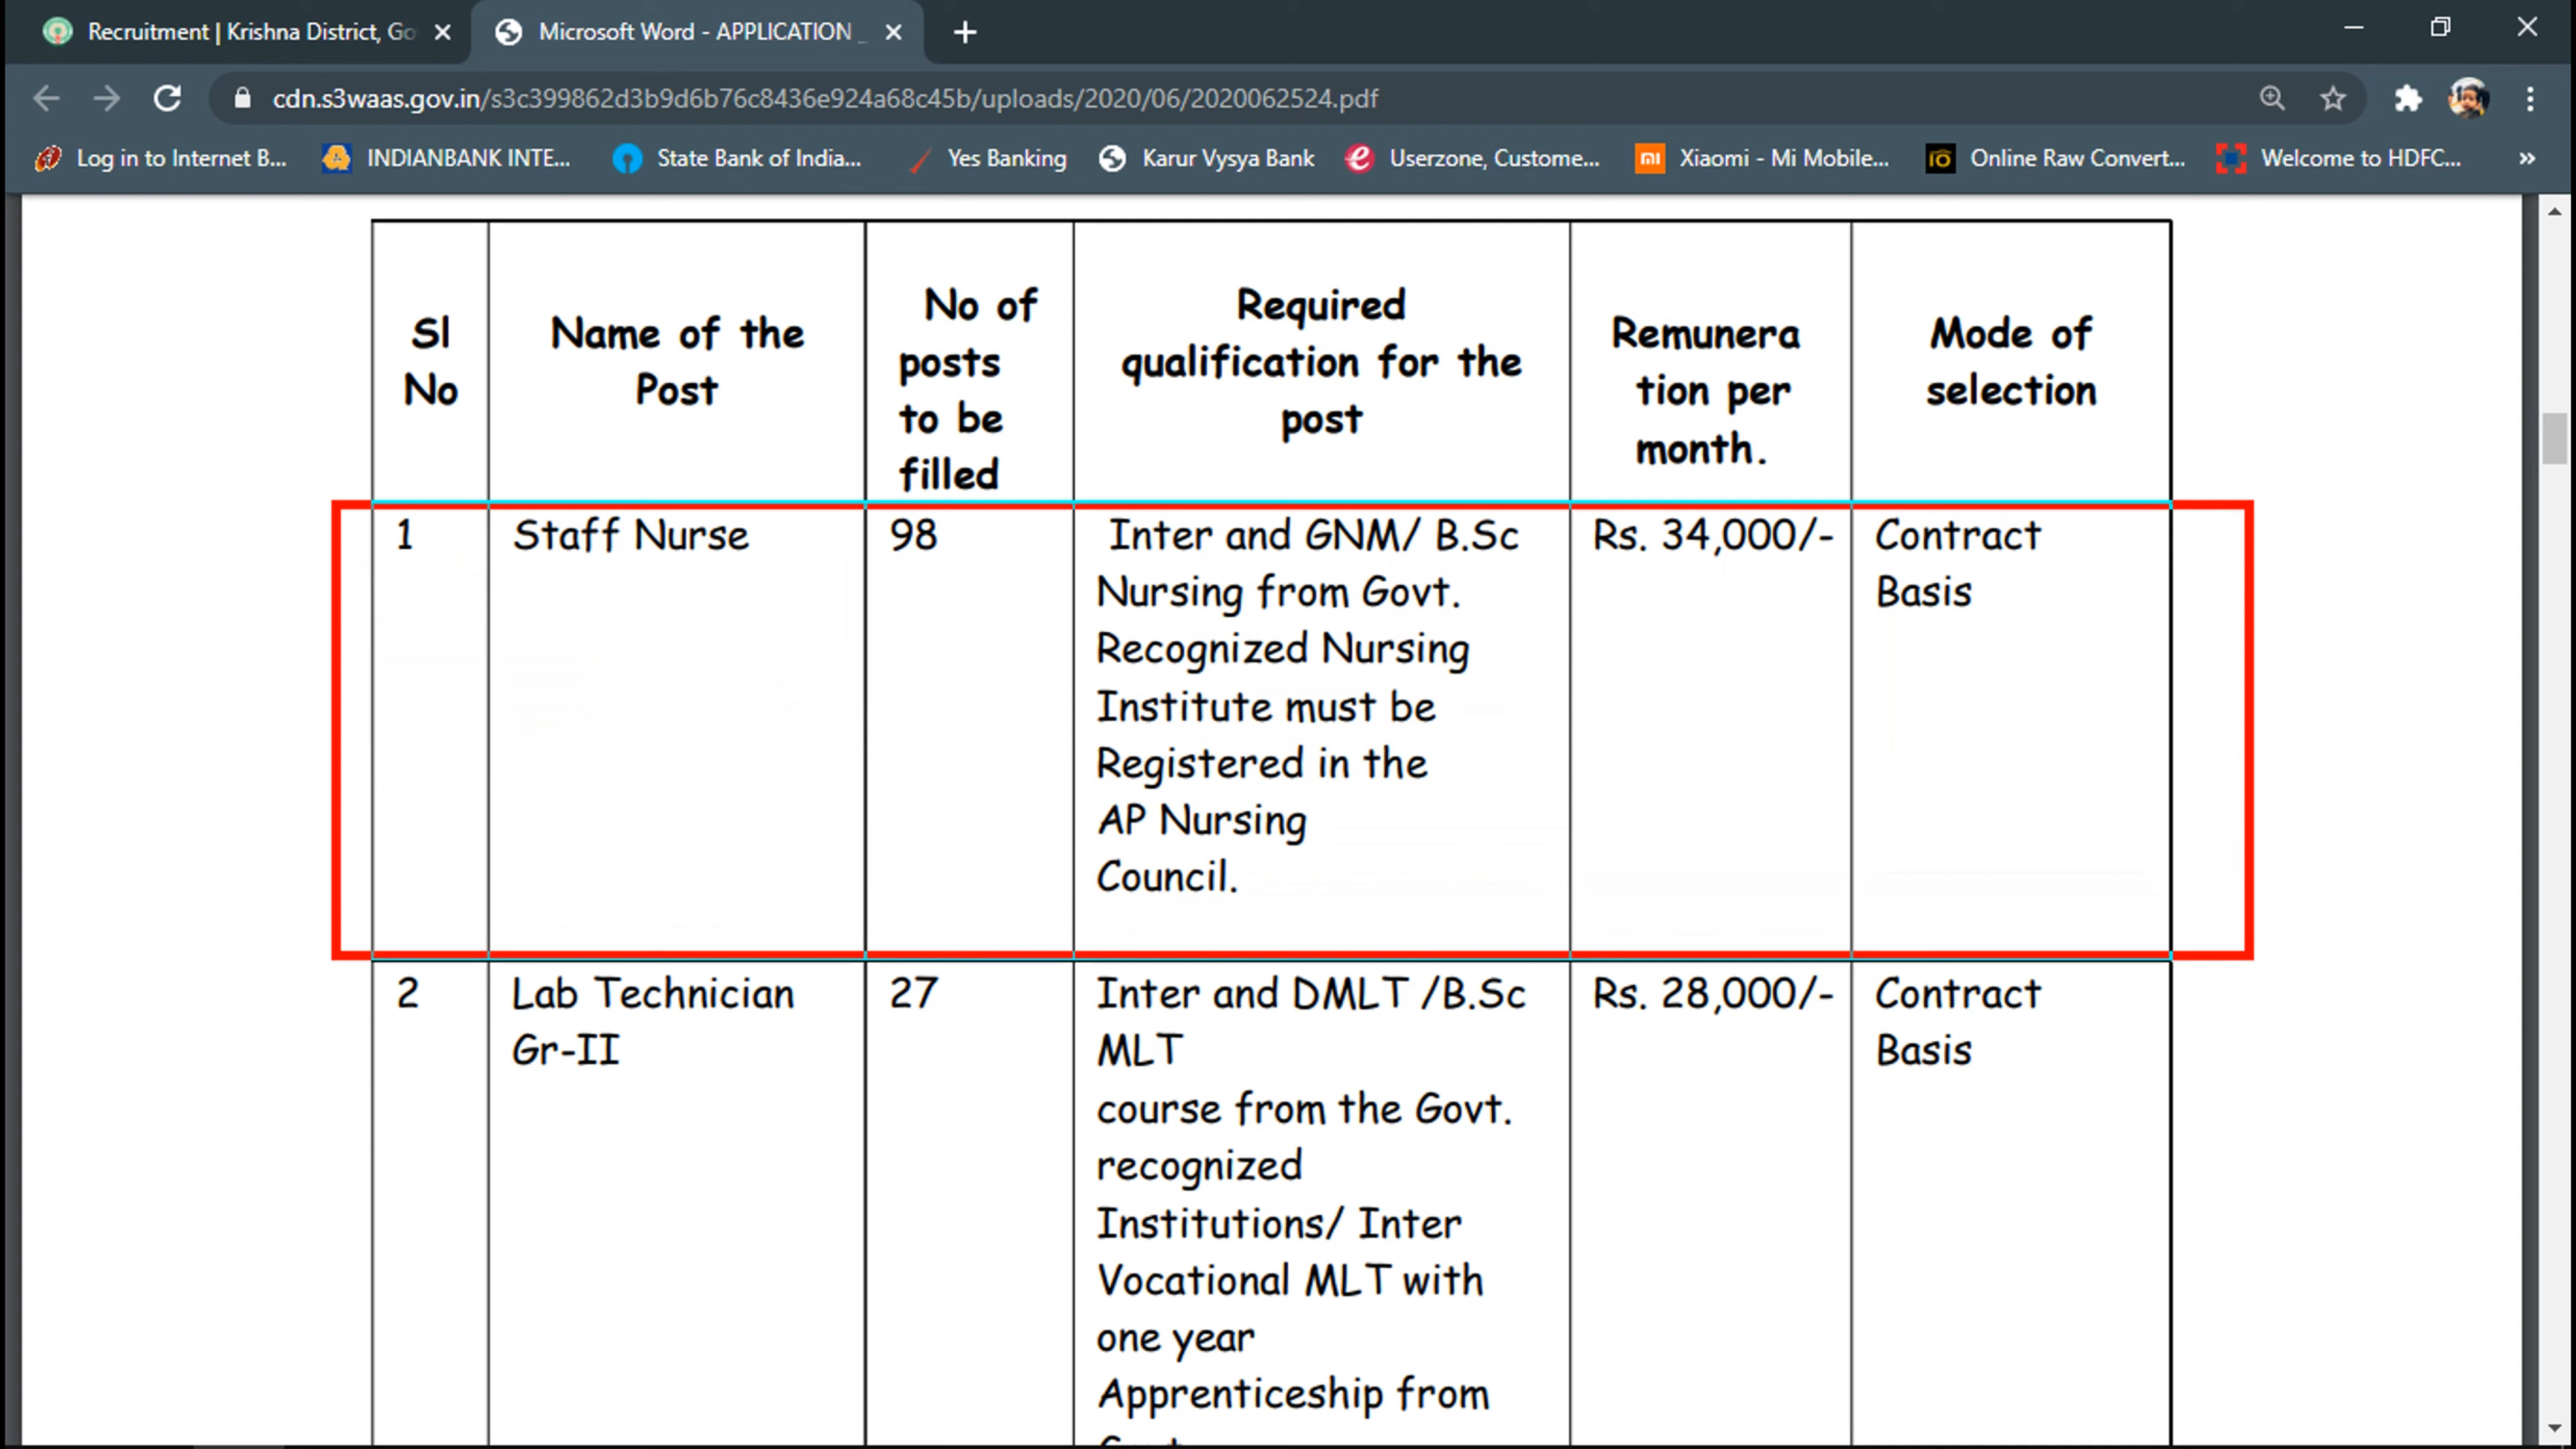 Recruitment | Krishna District, Go
Microsoft Word - APPLICATION _
cdn.s3waas.gov.in/s3c399862d3b9d6b76c8436e924a68c45b/uploads/2020/06/2020062524.pdf
Log in to Internet B...
INDIANBANK INTE...
State Bank of India...
Yes Banking
Karur Vysya Bank
Userzone, Custome...
Xiaomi - Mi Mobile...
Online Raw Convert...
Welcome to HDFC...
Sl
No
Name of the
Post
No of
posts
to be
filled
Required
qualification for the
post
Remunera
tion per
month.
Mode of
selection
1
Staff Nurse
98
Inter and GNM/ B.Sc
Nursing from Govt.
Recognized Nursing
Institute must be
Registered in the
AP Nursing
Council.
Rs. 34,000/-
Contract
Basis
2
Lab Technician
Gr-II
27
Inter and DMLT /B.Sc
MLT
course from the Govt.
recognized
Institutions/ Inter
Vocational MLT with
one year
Apprenticeship from
Rs. 28,000/-
Contract
Basis